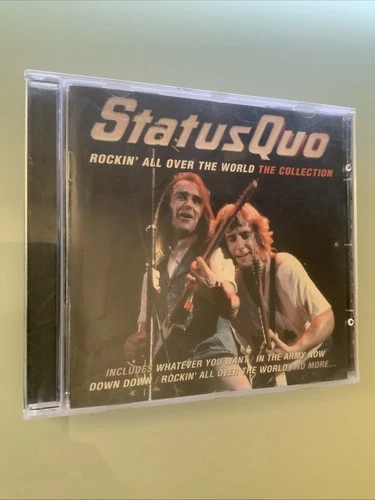 StatusQuo
ROCKIN' ALL OVER THE WORLD THE COLLECTION
INCLUDES WHATEVER YOU WANT / IN THE ARMY NOW
DOWN DOWN / ROCKIN' ALL OVER THE WORLD AND MORE...